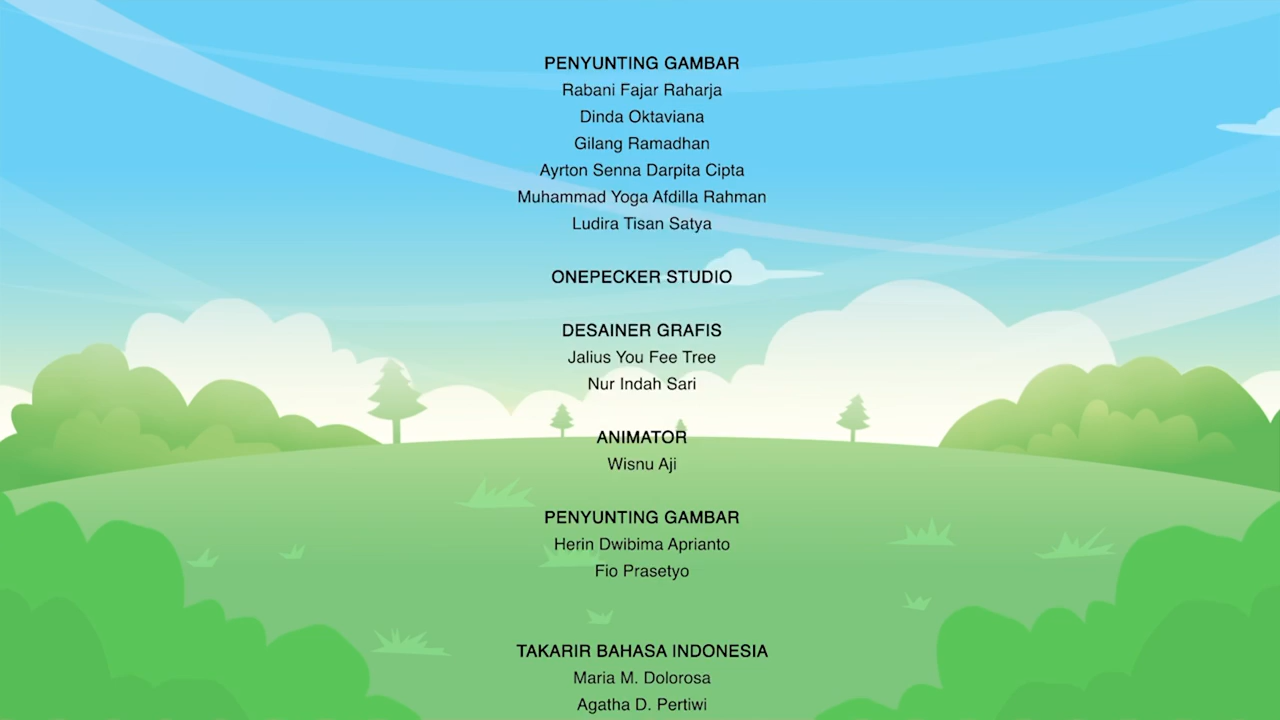 PENYUNTING GAMBAR
Rabani Fajar Raharja
Dinda Oktaviana
Gilang Ramadhan
Ayrton Senna Darpita Cipta
Muhammad Yoga Afdilla Rahman
Ludira Tisan Satya
ONEPECKER STUDIO
DESAINER GRAFIS
Jalius You Fee Tree
Nur Indah Sari
ANIMATOR
Wisnu Aji
PENYUNTING GAMBAR
Herin Dwibima Aprianto
Fio Prasetyo
TAKARIR BAHASA INDONESIA
Maria M. Dolorosa
Agatha D. Pertiwi